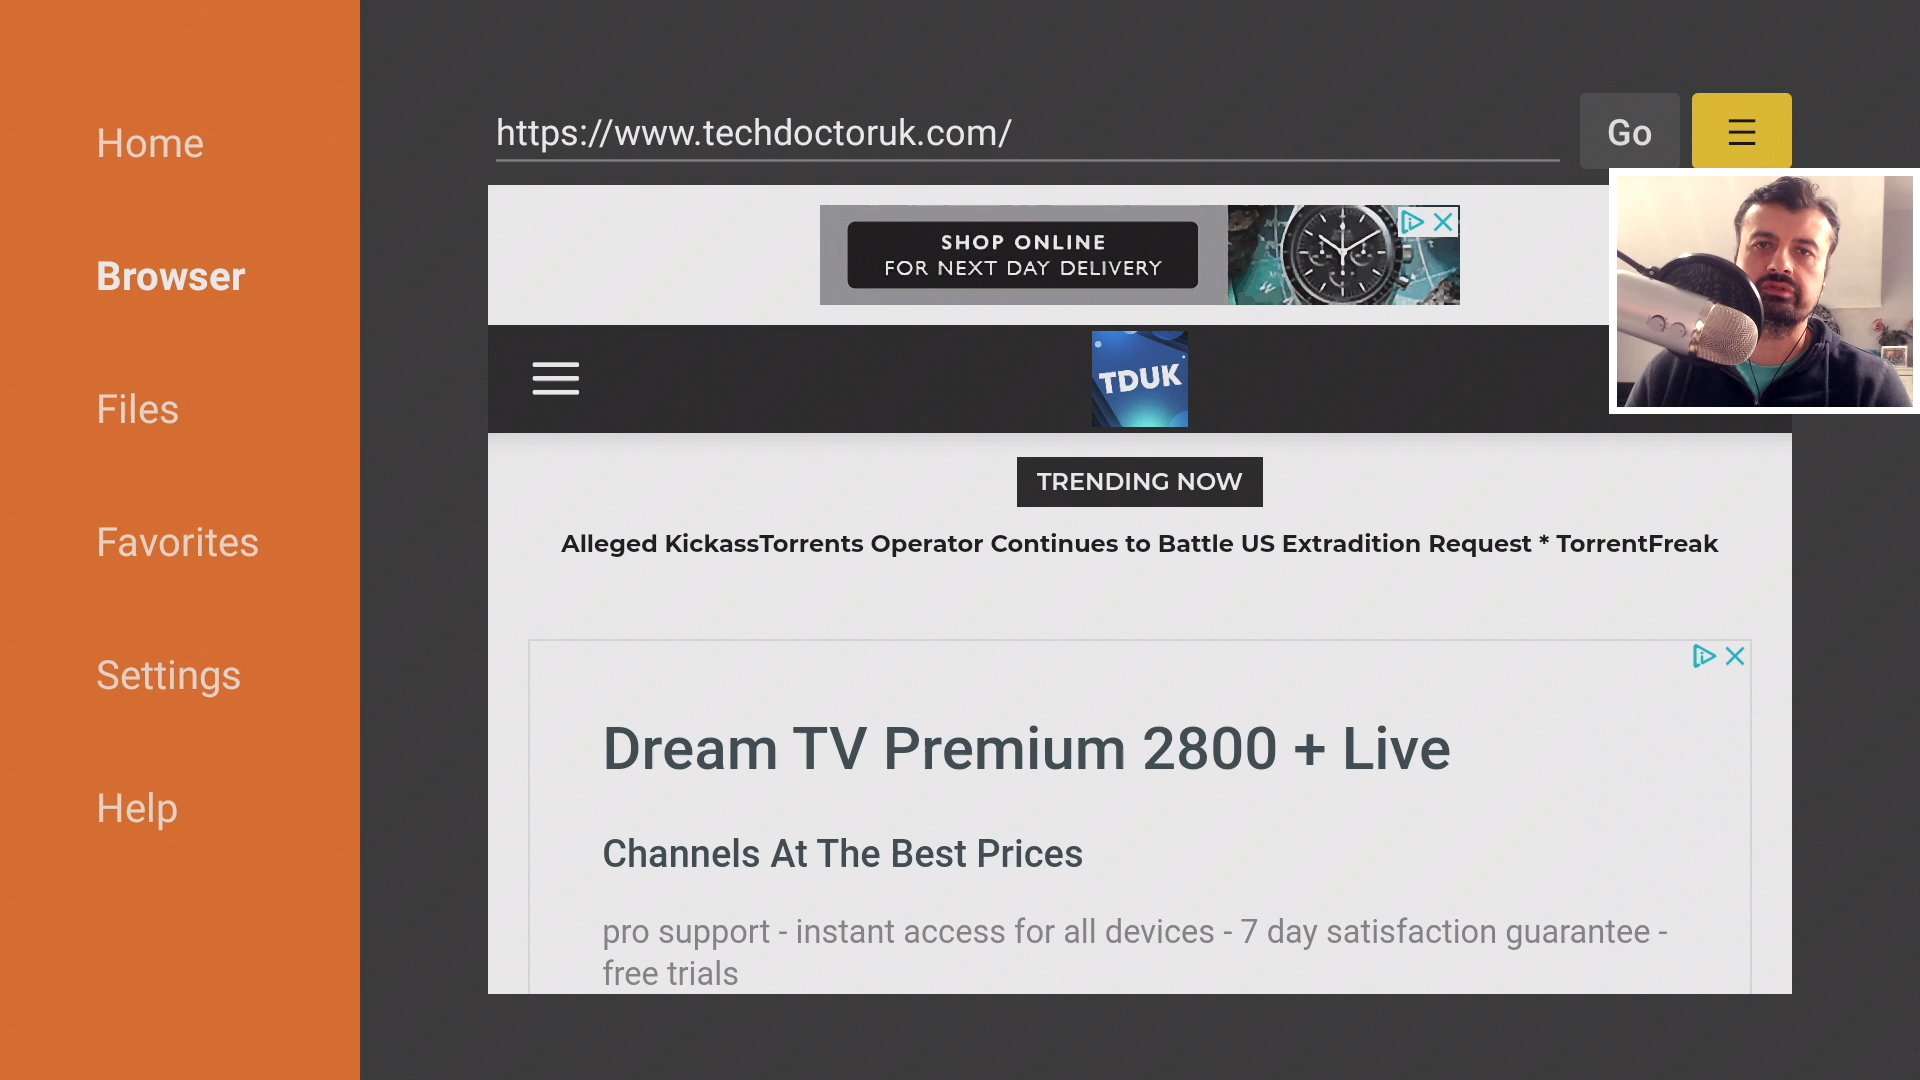 Home
Browser
Files
Favorites
Settings
Help
https://www.techdoctoruk.com/
Go
SHOP ONLINE
FOR NEXT DAY DELIVERY
TDUK
TRENDING NOW
Alleged KickassTorrents Operator Continues to Battle US Extradition Request * TorrentFreak
Dream TV Premium 2800 + Live
Channels At The Best Prices
pro support - instant access for all devices - 7 day satisfaction guarantee -
free trials